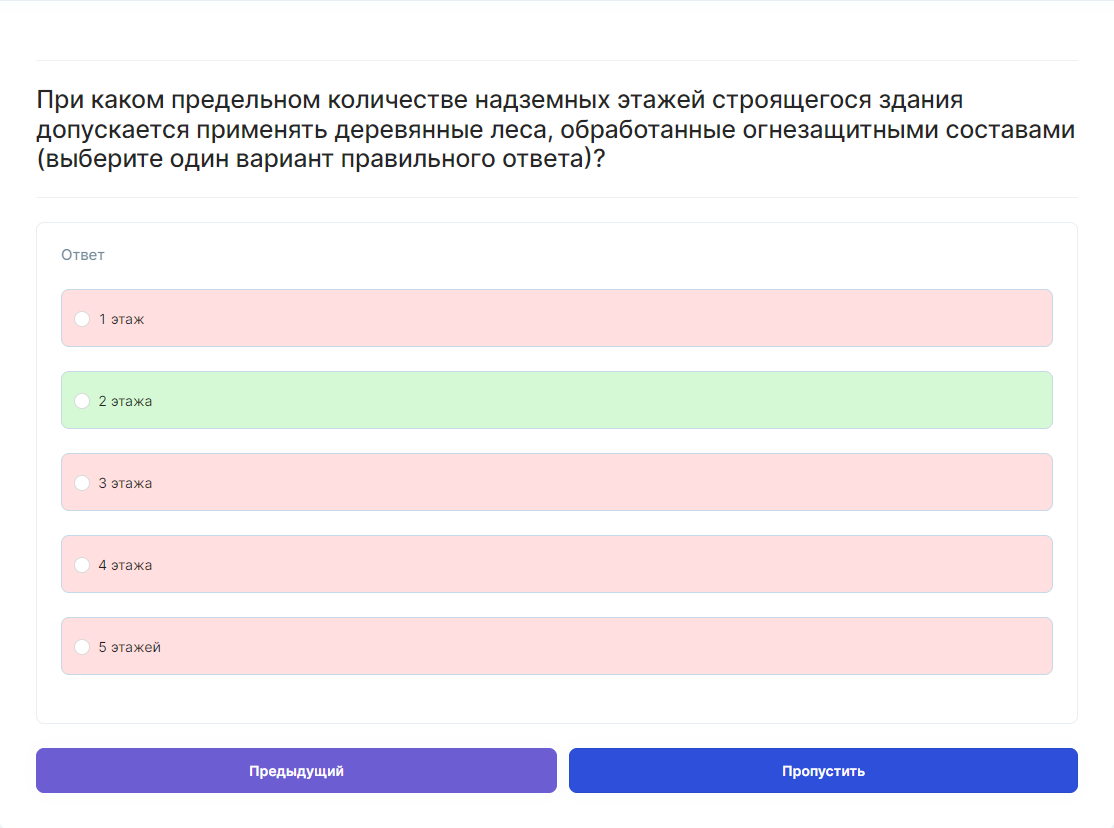 При каком предельном количестве надземных этажей строящегося здания
допускается применять деревянные леса, обработанные огнезащитными составами
(выберите один вариант правильного ответа)?
Ответ
1 этаж
2 этажа
3 этажа
4 этажа
5 этажей
Предыдущий
Пропустить